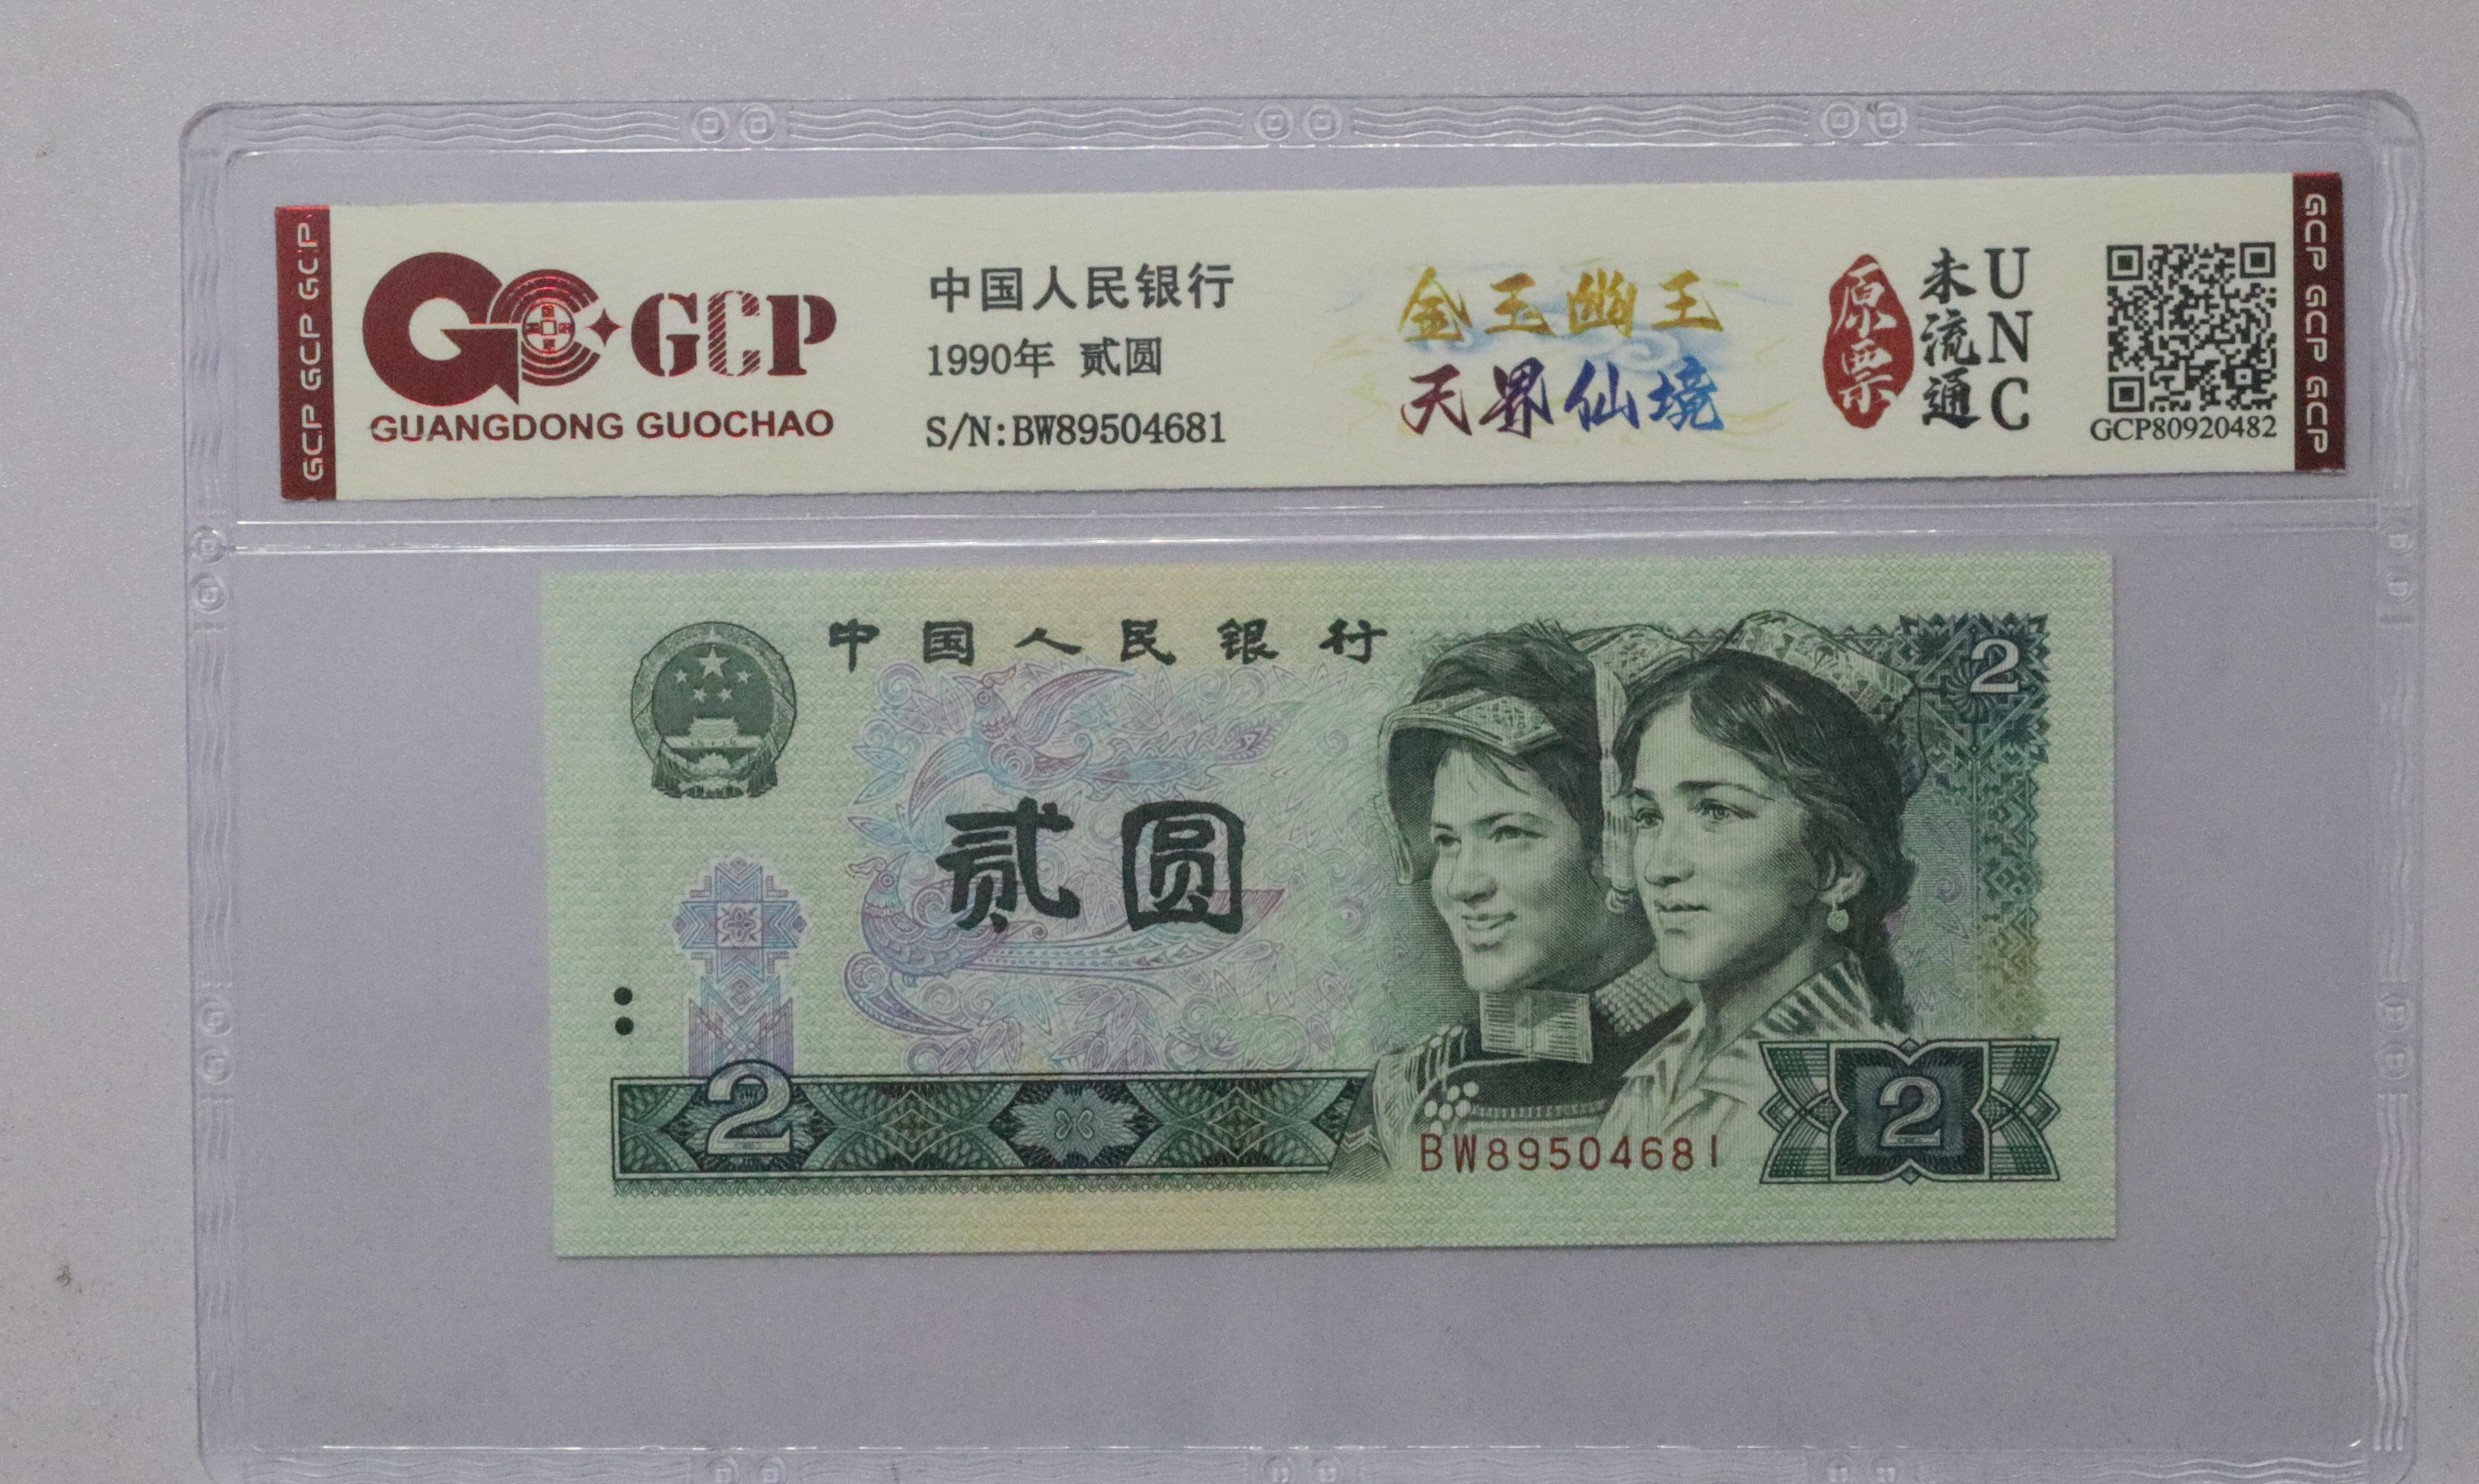 GCP GCP GCP
GCP
GUANGDONG GUOCHAO
中国人民银行
1990年 贰圆
S/N:BW89504681
金玉幽王
天界仙境
原票
未流通
UNC
GCP80920482
GCP GCP GCP
中国人民银行
2
贰圆
2
BW89504681
2